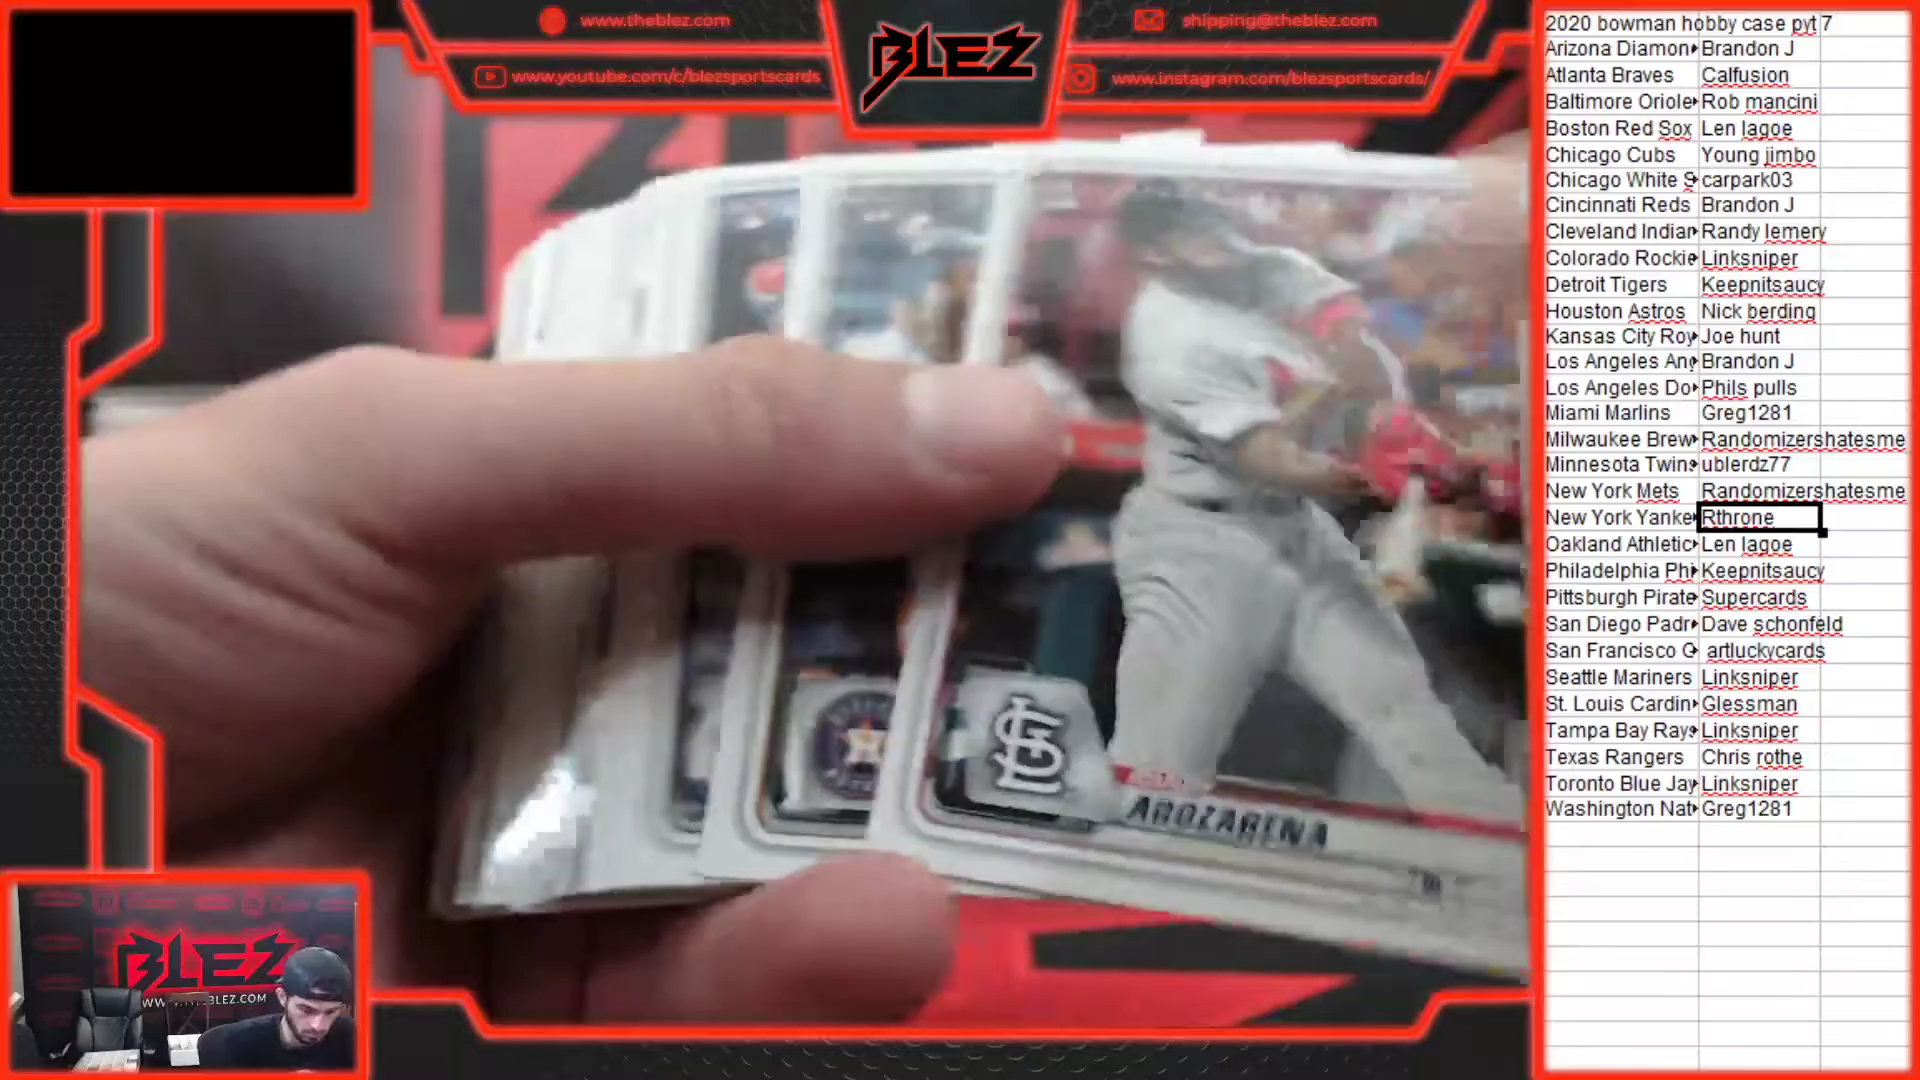 www.theblez.com
www.youtube.com/c/blezsportscards
BLEZ
shipping@theblez.com
www.instagram.com/blezsportscards/
2020 bowman hobby case pyt 7
Arizona Diamon Brandon J
Atlanta Braves Calfusion
Baltimore Oriole Rob mancini
Boston Red Sox Len lagoe
Chicago Cubs Young jimbo
Chicago White S carpark03
Cincinnati Reds Brandon J
Cleveland Indian Randy lemery
Colorado Rockie Linksniper
Detroit Tigers Keepnitsaucy
Houston Astros Nick berding
Kansas City Roy Joe hunt
Los Angeles Ang Brandon J
Los Angeles Do Phils pulls
Miami Marlins Greg1281
Milwaukee Brew Randomizershatesme
Minnesota Twins ublerdz77
New York Mets Randomizershatesme
New York Yanke Rthrone
Oakland Athletic Len lagoe
Philadelphia Phi Keepnitsaucy
Pittsburgh Pirate Supercards
San Diego Padr Dave schonfeld
San Francisco G artluckycards
Seattle Mariners Linksniper
St. Louis Cardin Glessman
Tampa Bay Rays Linksniper
Texas Rangers Chris rothe
Toronto Blue Jay Linksniper
Washington Nat Greg1281
AROZARENA
BLEZ